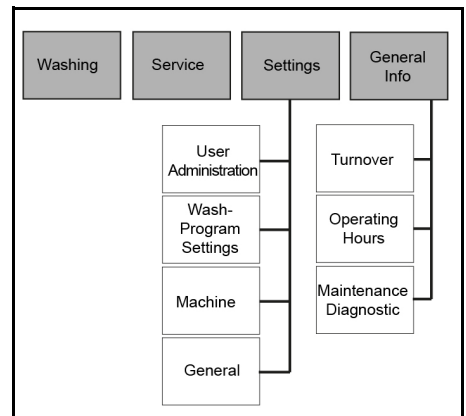 Washing
Service
Settings
General
Info
User
Administration
Wash-
Program
Settings
Machine
General
Turnover
Operating
Hours
Maintenance
Diagnostic